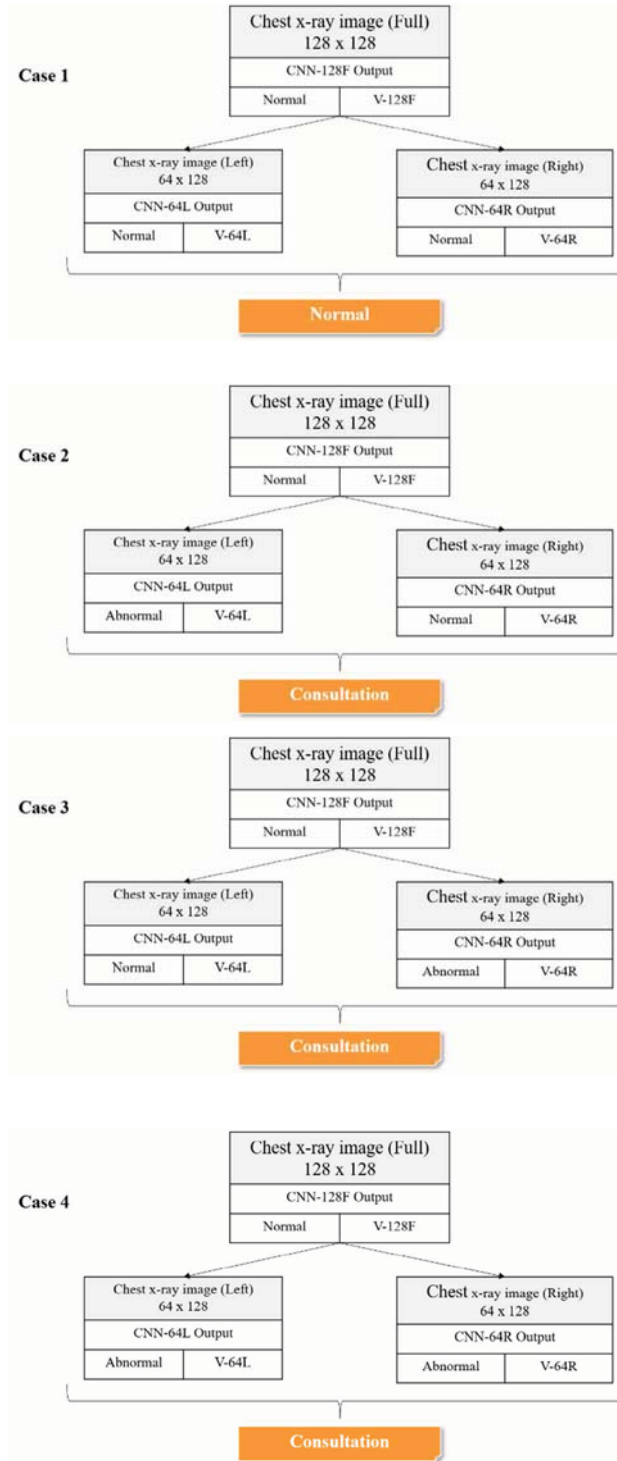 Chest x-ray image (Full)
128 x 128
Case 1
CNN-128F Output
Normal V-128F
Chest x-ray image (Left)
64 x 128
CNN-64L Output
Normal V-64L
Chest x-ray image (Right)
64 x 128
CNN-64R Output
Normal V-64R
Normal
Chest x-ray image (Full)
128 x 128
Case 2
CNN-128F Output
Normal V-128F
Chest x-ray image (Left)
64 x 128
CNN-64L Output
Abnormal V-64L
Chest x-ray image (Right)
64 x 128
CNN-64R Output
Normal V-64R
Consultation
Chest x-ray image (Full)
128 x 128
Case 3
CNN-128F Output
Normal V-128F
Chest x-ray image (Left)
64 x 128
CNN-64L Output
Normal V-64L
Chest x-ray image (Right)
64 x 128
CNN-64R Output
Abnormal V-64R
Consultation
Chest x-ray image (Full)
128 x 128
Case 4
CNN-128F Output
Normal V-128F
Chest x-ray image (Left)
64 x 128
CNN-64L Output
Abnormal V-64L
Chest x-ray image (Right)
64 x 128
CNN-64R Output
Abnormal V-64R
Consultation